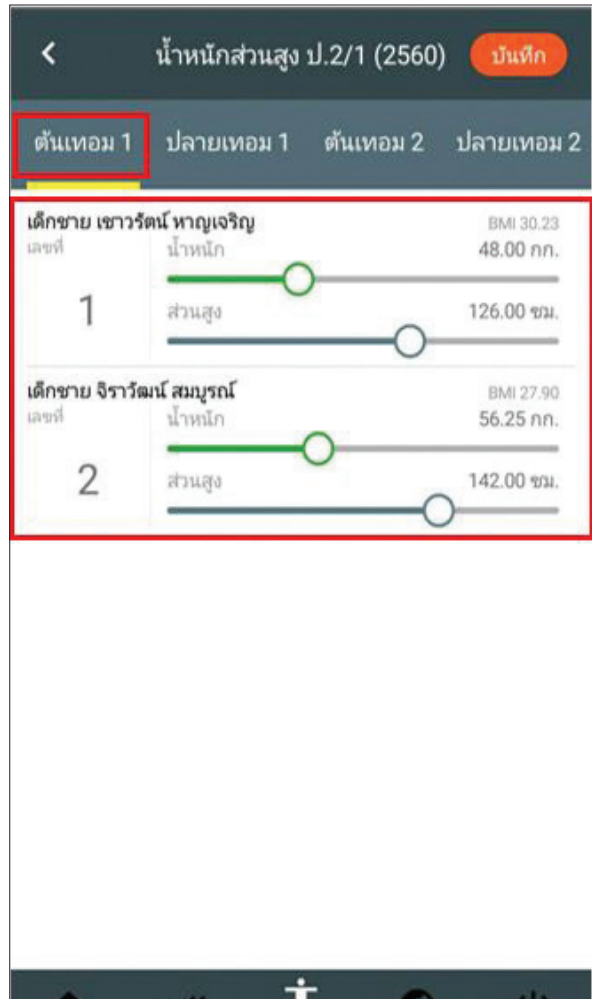 น้ำหนักส่วนสูง ป.2/1 (2560) บันทึก
ต้นเทอม 1 ปลายเทอม 1 ต้นเทอม 2 ปลายเทอม 2
เด็กชาย เชาวรัตน์ หาญเจริญ BMI 30.23
เลขที่ น้ำหนัก 48.00 กก.
1 ส่วนสูง 126.00 ซม.
เด็กชาย จิราวัฒน์ สมบูรณ์ BMI 27.90
เลขที่ น้ำหนัก 56.25 กก.
2 ส่วนสูง 142.00 ซม.